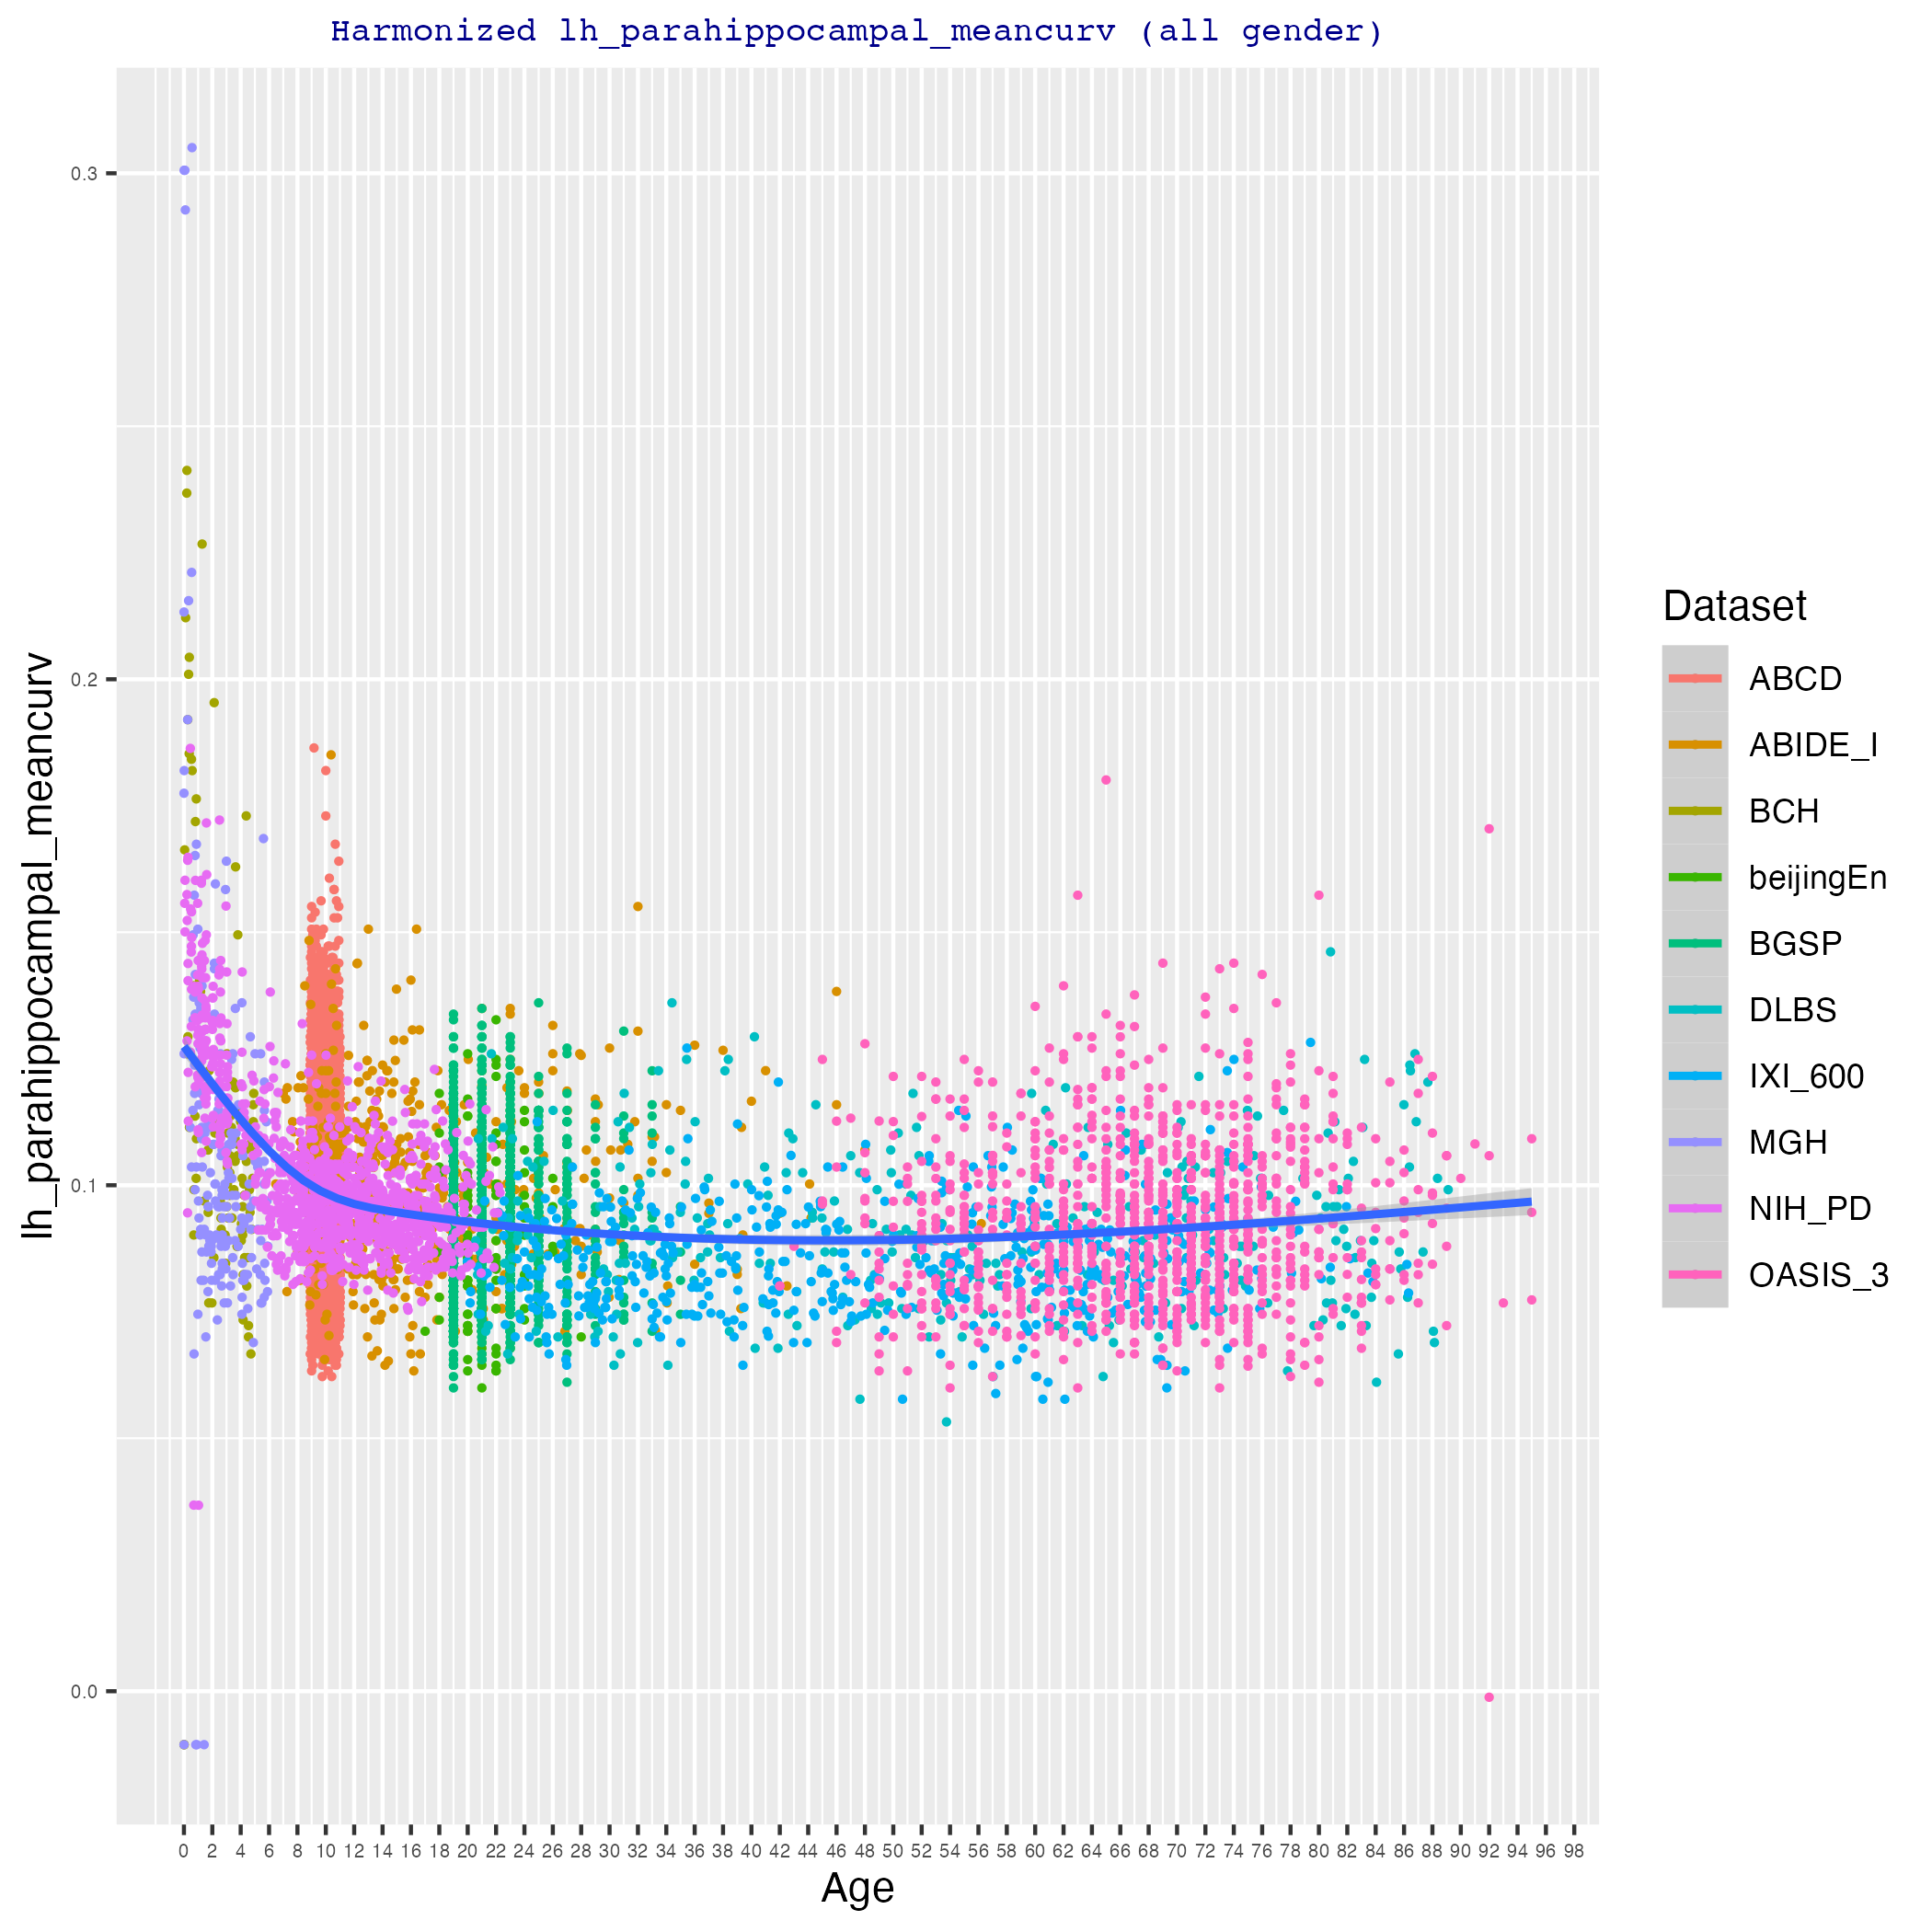 Harmonized lh_parahippocampal_meancurv (all gender)
lh_parahippocampal_meancurv
0.3
0.2
0.1
0.0
0 2 4 6 8 10 12 14 16 18 20 22 24 26 28 30 32 34 36 38 40 42 44 46 48 50 52 54 56 58 60 62 64 66 68 70 72 74 76 78 80 82 84 86 88 90 92 94 96 98
Age
Dataset
ABCD
ABIDE_I
BCH
beijingEn
BGSP
DLBS
IXI_600
MGH
NIH_PD
OASIS_3